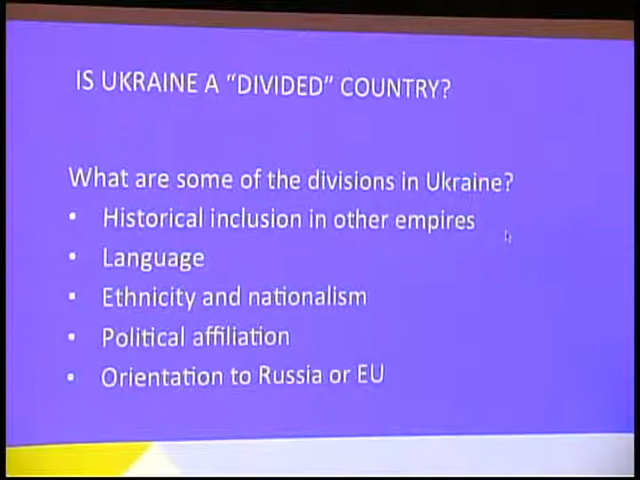 IS UKRAINE A “DIVIDED” COUNTRY?
What are some of the divisions in Ukraine?
• Historical inclusion in other empires
• Language
• Ethnicity and nationalism
• Political affiliation
• Orientation to Russia or EU